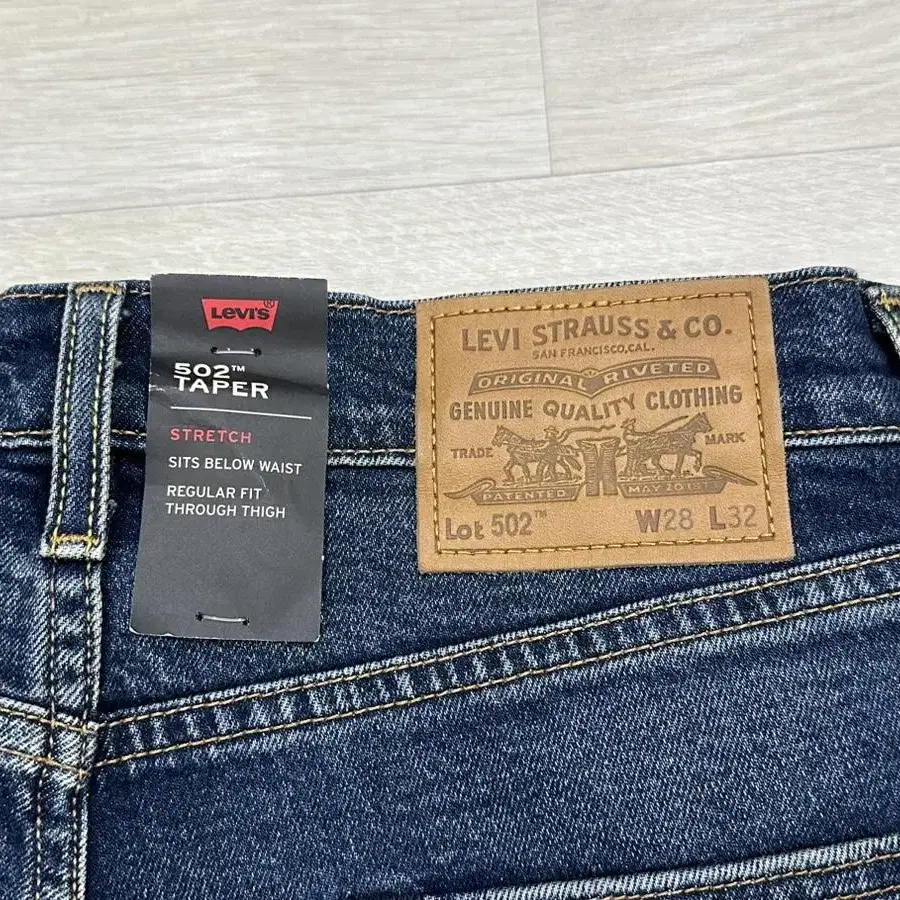 LEVI'S®
502™
TAPER
STRETCH
SITS BELOW WAIST
REGULAR FIT
THROUGH THIGH
LEVI STRAUSS & CO.
SAN FRANCISCO, CAL.
ORIGINAL RIVETED
GENUINE QUALITY CLOTHING
TRADE MARK
PATENTED MAY 20 1873
Lot 502™ W28 L32